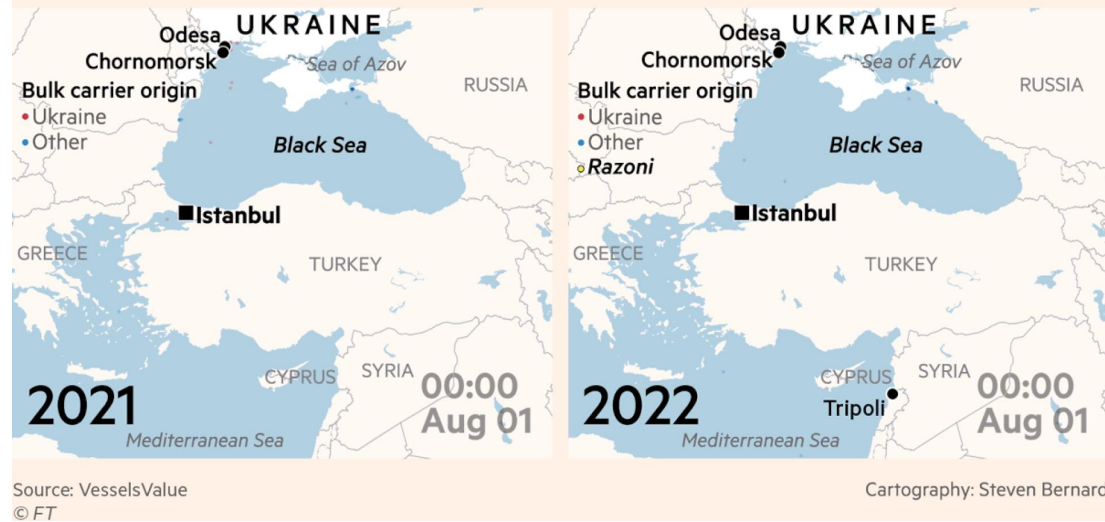 UKRAINE
Odesa
Chornomorsk
Sea of Azov
Bulk carrier origin
Ukraine
Other
RUSSIA
Black Sea
Istanbul
GREECE
TURKEY
CYPRUS
SYRIA
2021
00:00
Aug 01
Mediterranean Sea
UKRAINE
Odesa
Chornomorsk
Sea of Azov
Bulk carrier origin
Ukraine
Other
Razoni
RUSSIA
Black Sea
Istanbul
GREECE
TURKEY
CYPRUS
SYRIA
Tripoli
2022
00:00
Aug 01
Mediterranean Sea
Source: VesselsValue
Cartography: Steven Bernard
© FT